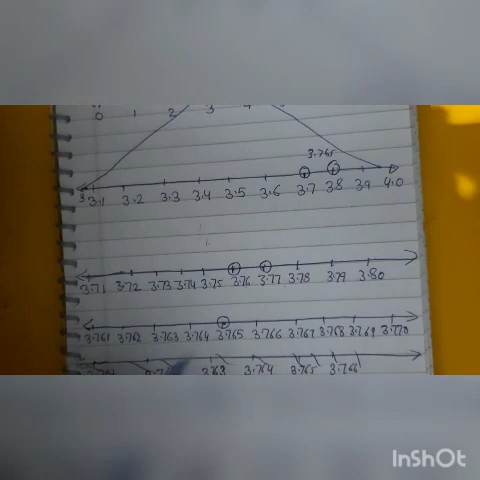 0 1 2 3
3.765
3 3.1 3.2 3.3 3.4 3.5 3.6 3.7 3.8 3.9 4.0
3.71 3.72 3.73 3.74 3.75 3.76 3.77 3.78 3.79 3.80
3.761 3.762 3.763 3.764 3.765 3.766 3.767 3.768 3.769 3.770
3.764 3.765 3.766
InShOt